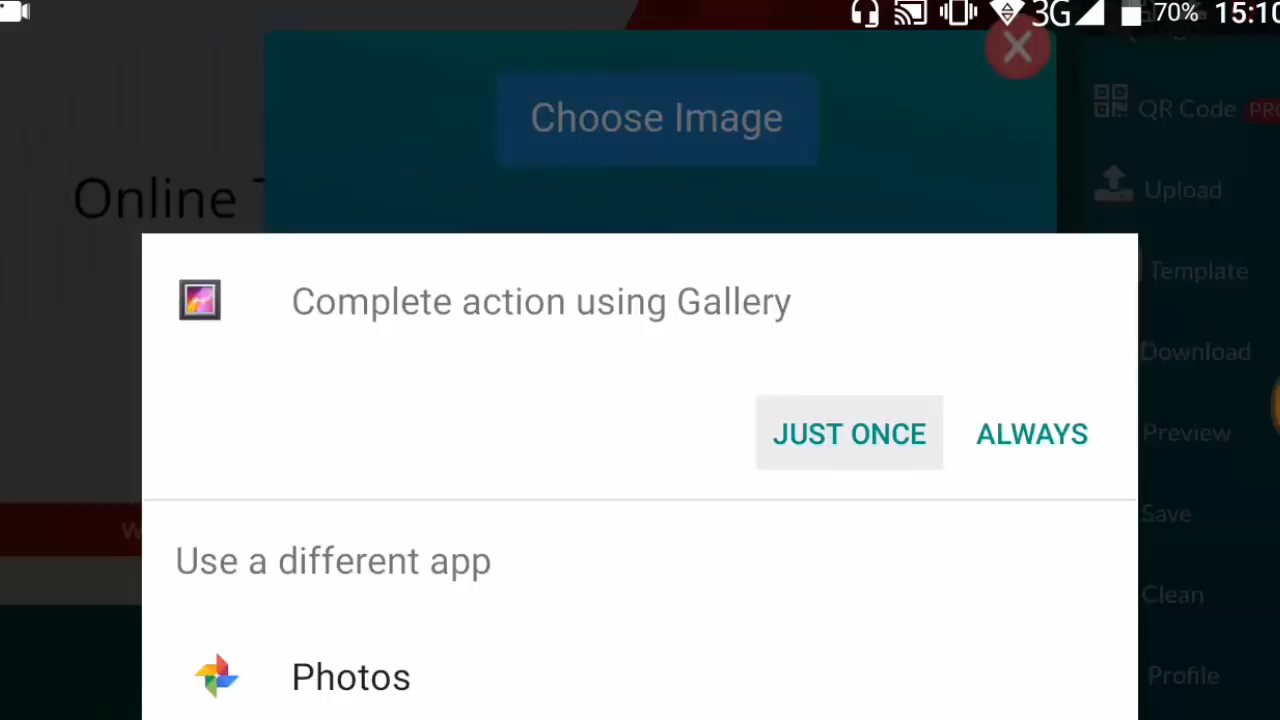 3G 70% 15:10
Choose Image
QR Code PRO
Online
Upload
Template
Complete action using Gallery
Download
JUST ONCE ALWAYS
Preview
Save
Use a different app
Clean
Photos
Profile